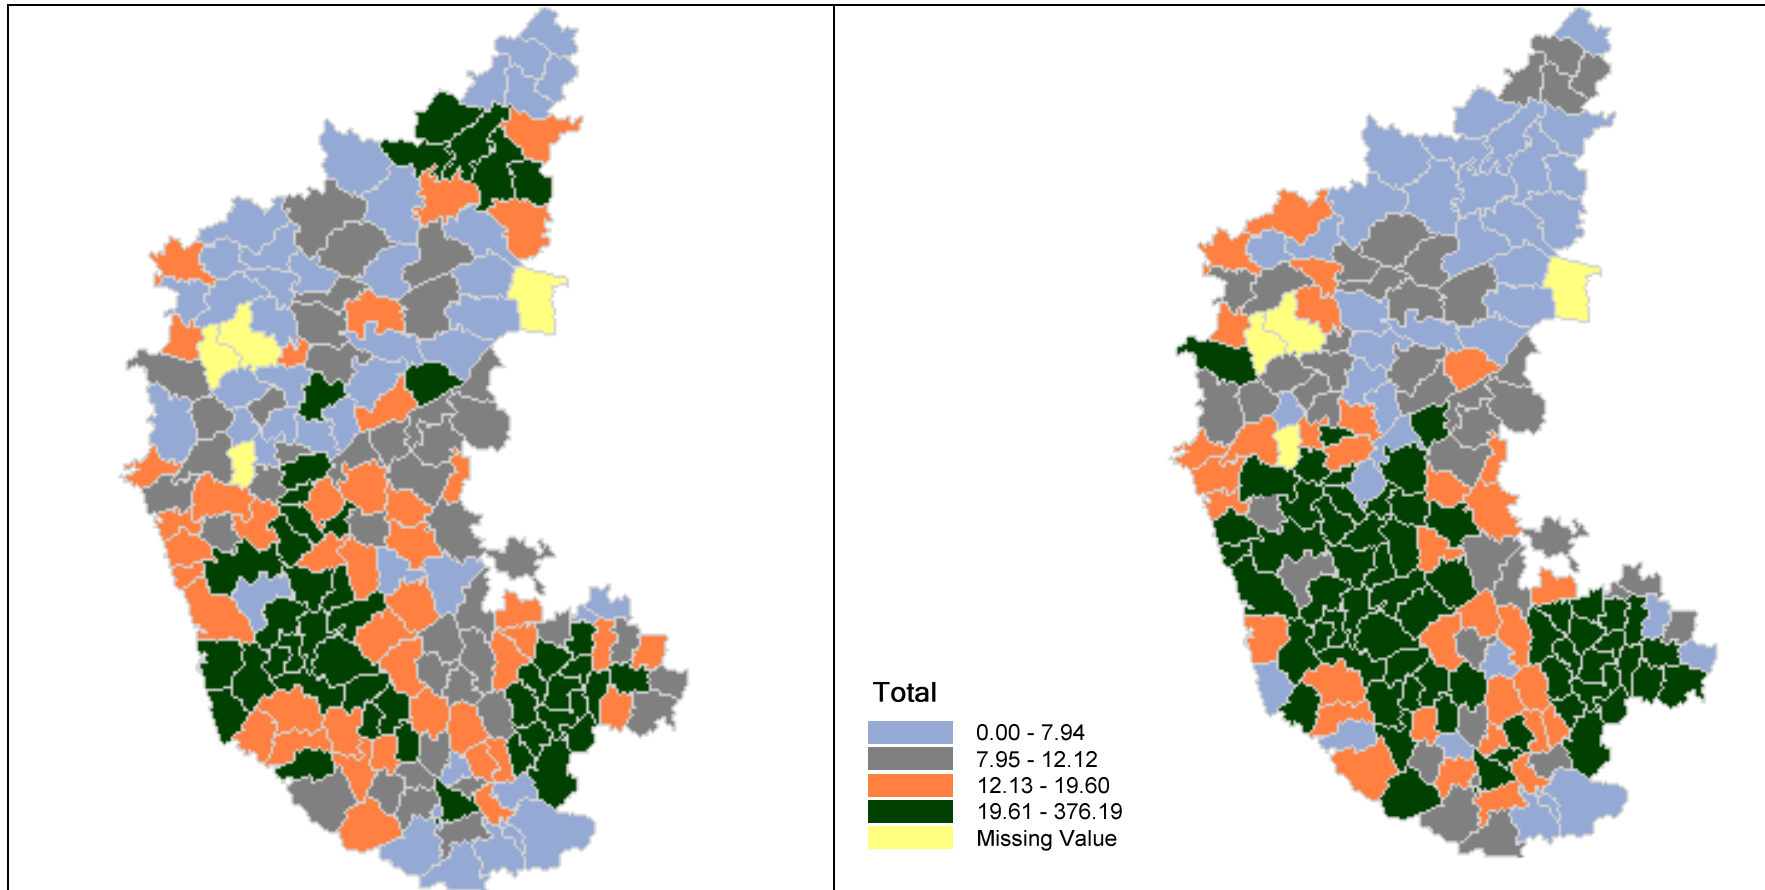 Total
0.00 - 7.94
7.95 - 12.12
12.13 - 19.60
19.61 - 376.19
Missing Value